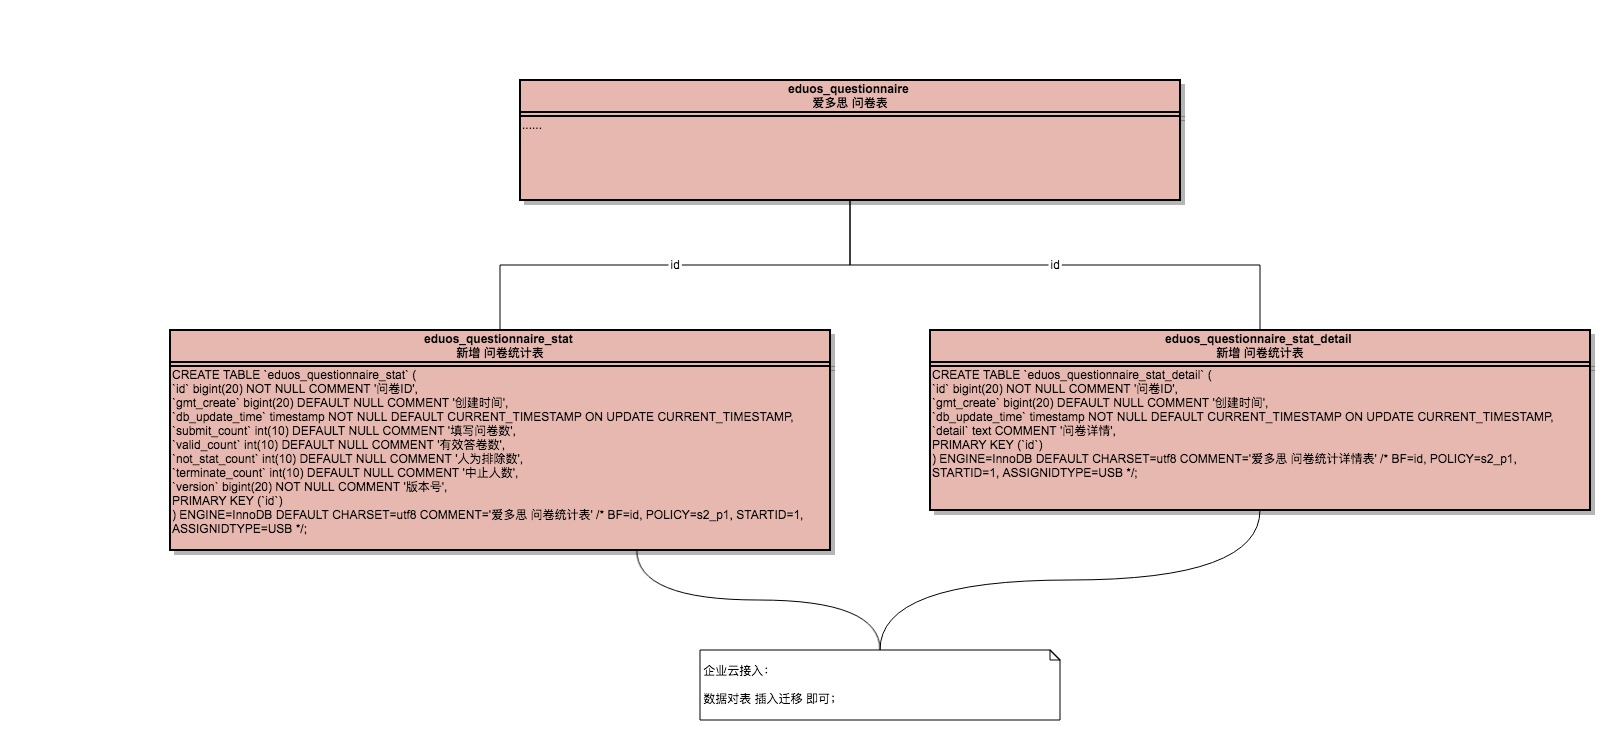 eduos_questionnaire
爱多思 问卷表
......
id
id
eduos_questionnaire_stat
新增 问卷统计表
CREATE TABLE `eduos_questionnaire_stat` (
`id` bigint(20) NOT NULL COMMENT '问卷ID',
`gmt_create` bigint(20) DEFAULT NULL COMMENT '创建时间',
`db_update_time` timestamp NOT NULL DEFAULT CURRENT_TIMESTAMP ON UPDATE CURRENT_TIMESTAMP,
`submit_count` int(10) DEFAULT NULL COMMENT '填写问卷数',
`valid_count` int(10) DEFAULT NULL COMMENT '有效答卷数',
`not_stat_count` int(10) DEFAULT NULL COMMENT '人为排除数',
`terminate_count` int(10) DEFAULT NULL COMMENT '中止人数',
`version` bigint(20) NOT NULL COMMENT '版本号',
PRIMARY KEY (`id`)
) ENGINE=InnoDB DEFAULT CHARSET=utf8 COMMENT='爱多思 问卷统计表' /* BF=id, POLICY=s2_p1, STARTID=1,
ASSIGNIDTYPE=USB */;
eduos_questionnaire_stat_detail
新增 问卷统计表
CREATE TABLE `eduos_questionnaire_stat_detail` (
`id` bigint(20) NOT NULL COMMENT '问卷ID',
`gmt_create` bigint(20) DEFAULT NULL COMMENT '创建时间',
`db_update_time` timestamp NOT NULL DEFAULT CURRENT_TIMESTAMP ON UPDATE CURRENT_TIMESTAMP,
`detail` text COMMENT '问卷详情',
PRIMARY KEY (`id`)
) ENGINE=InnoDB DEFAULT CHARSET=utf8 COMMENT='爱多思 问卷统计详情表' /* BF=id, POLICY=s2_p1,
STARTID=1, ASSIGNIDTYPE=USB */;
企业云接入：
数据对表 插入迁移 即可；